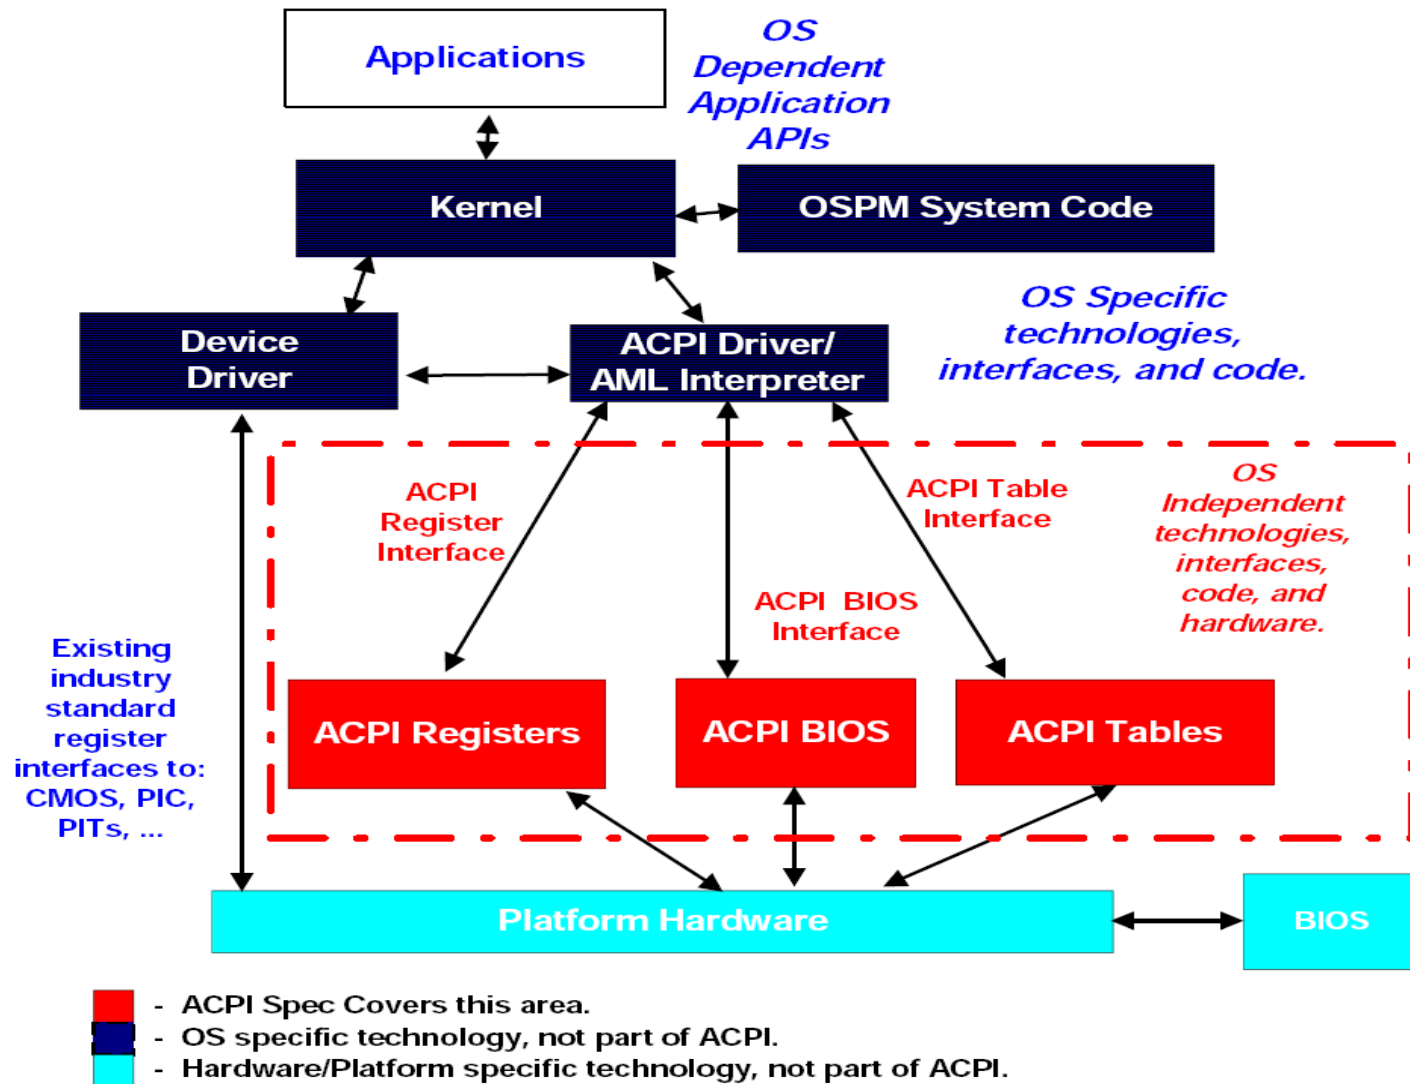 Applications
OS
Dependent
Application
APIs
Kernel
OSPM System Code
OS Specific
technologies,
interfaces, and code.
Device
Driver
ACPI Driver/
AML Interpreter
ACPI
Register
Interface
ACPI Table
Interface
OS
Independent
technologies,
interfaces,
code, and
hardware.
ACPI BIOS
Interface
Existing
industry
standard
register
interfaces to:
CMOS, PIC,
PITs, ...
ACPI Registers
ACPI BIOS
ACPI Tables
Platform Hardware
BIOS
- ACPI Spec Covers this area.
- OS specific technology, not part of ACPI.
- Hardware/Platform specific technology, not part of ACPI.